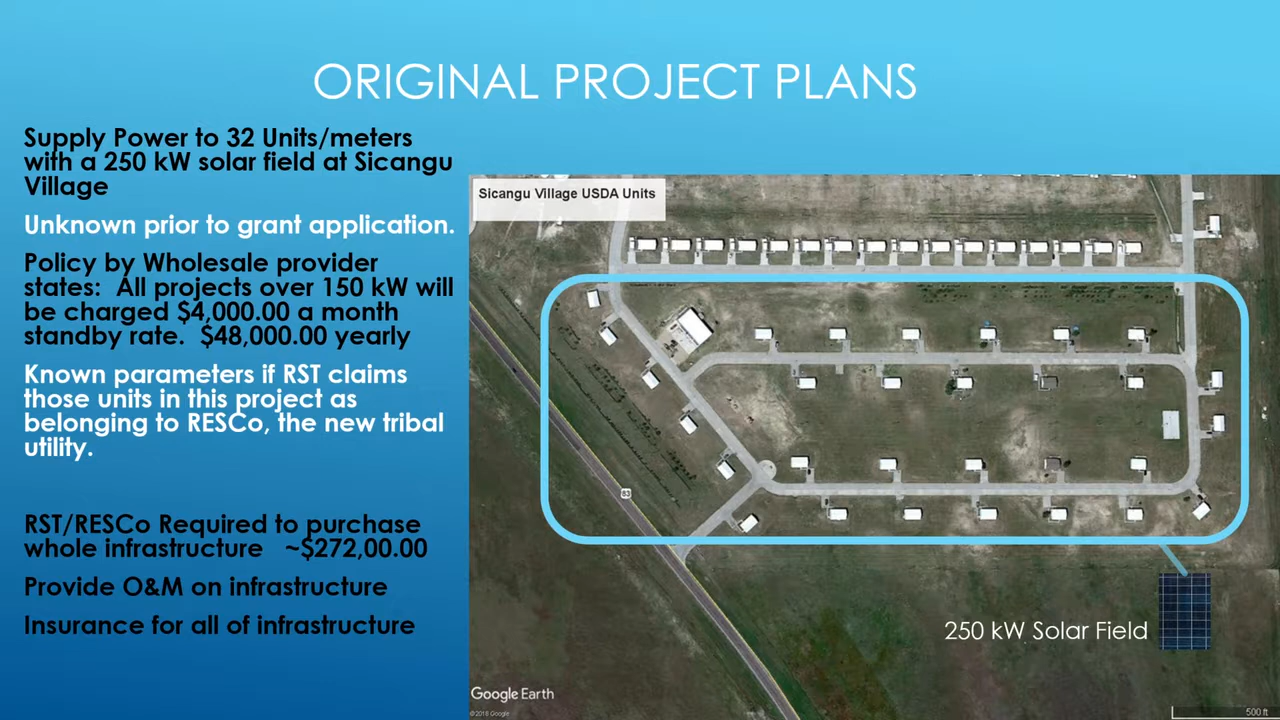 ORIGINAL PROJECT PLANS
Supply Power to 32 Units/meters
with a 250 kW solar field at Sicangu
Village
Unknown prior to grant application.
Policy by Wholesale provider
states:  All projects over 150 kW will
be charged $4,000.00 a month
standby rate.  $48,000.00 yearly
Known parameters if RST claims
those units in this project as
belonging to RESCo, the new tribal
utility.
RST/RESCo Required to purchase
whole infrastructure   ~$272,00.00
Provide O&M on infrastructure
Insurance for all of infrastructure
Sicangu Village USDA Units
83
250 kW Solar Field
Google Earth
©2018 Google
500 ft